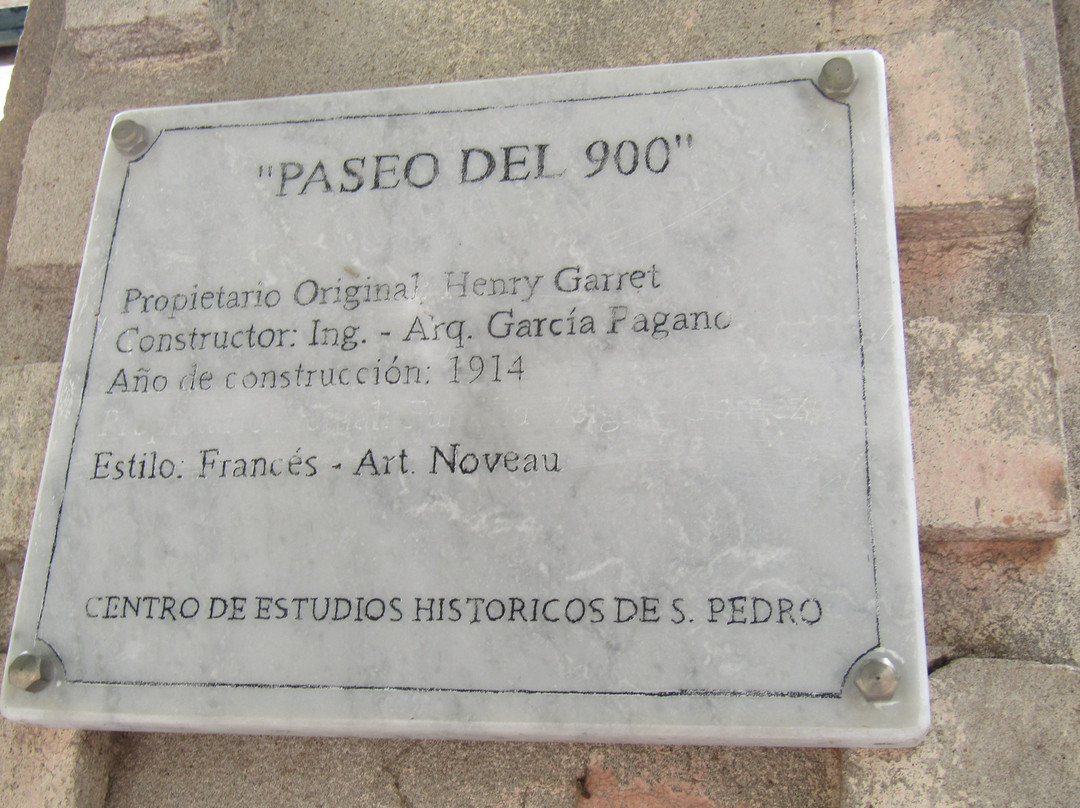 "PASEO DEL 900"
Propietario Original: Henry Garret
Constructor: Ing. - Arq. García Pagano
Año de construcción: 1914
Estilo: Francés - Art. Noveau
CENTRO DE ESTUDIOS HISTORICOS DE S. PEDRO